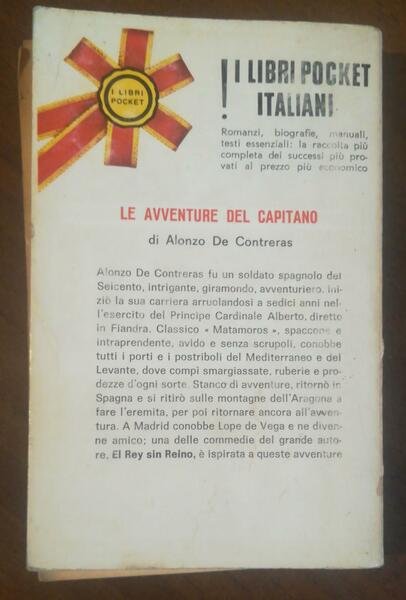 I LIBRI
POCKET
! I LIBRI POCKET
ITALIANI
Romanzi, biografie, manuali,
testi essenziali: la raccolta più
completa dei successi più pro-
vati al prezzo più economico
LE AVVENTURE DEL CAPITANO
di Alonzo De Contreras
Alonzo De Contreras fu un soldato spagnolo del
Seicento, intrigante, giramondo, avventuriero. Ini-
ziò la sua carriera arruolandosi a sedici anni nel-
l'esercito del Principe Cardinale Alberto, diretto
in Fiandra. Classico « Matamoros », spaccone e
intraprendente, avido e senza scrupoli, conobbe
tutti i porti e i postriboli del Mediterraneo e del
Levante, dove compì smargiassate, ruberie e pro-
dezze d'ogni sorte. Stanco di avventure, ritornò in
Spagna e si ritirò sulle montagne dell'Aragona a
fare l'eremita, per poi ritornare ancora all'avven-
tura. A Madrid conobbe Lope de Vega e ne diven-
ne amico; una delle commedie del grande auto-
re, El Rey sin Reino, è ispirata a queste avventure